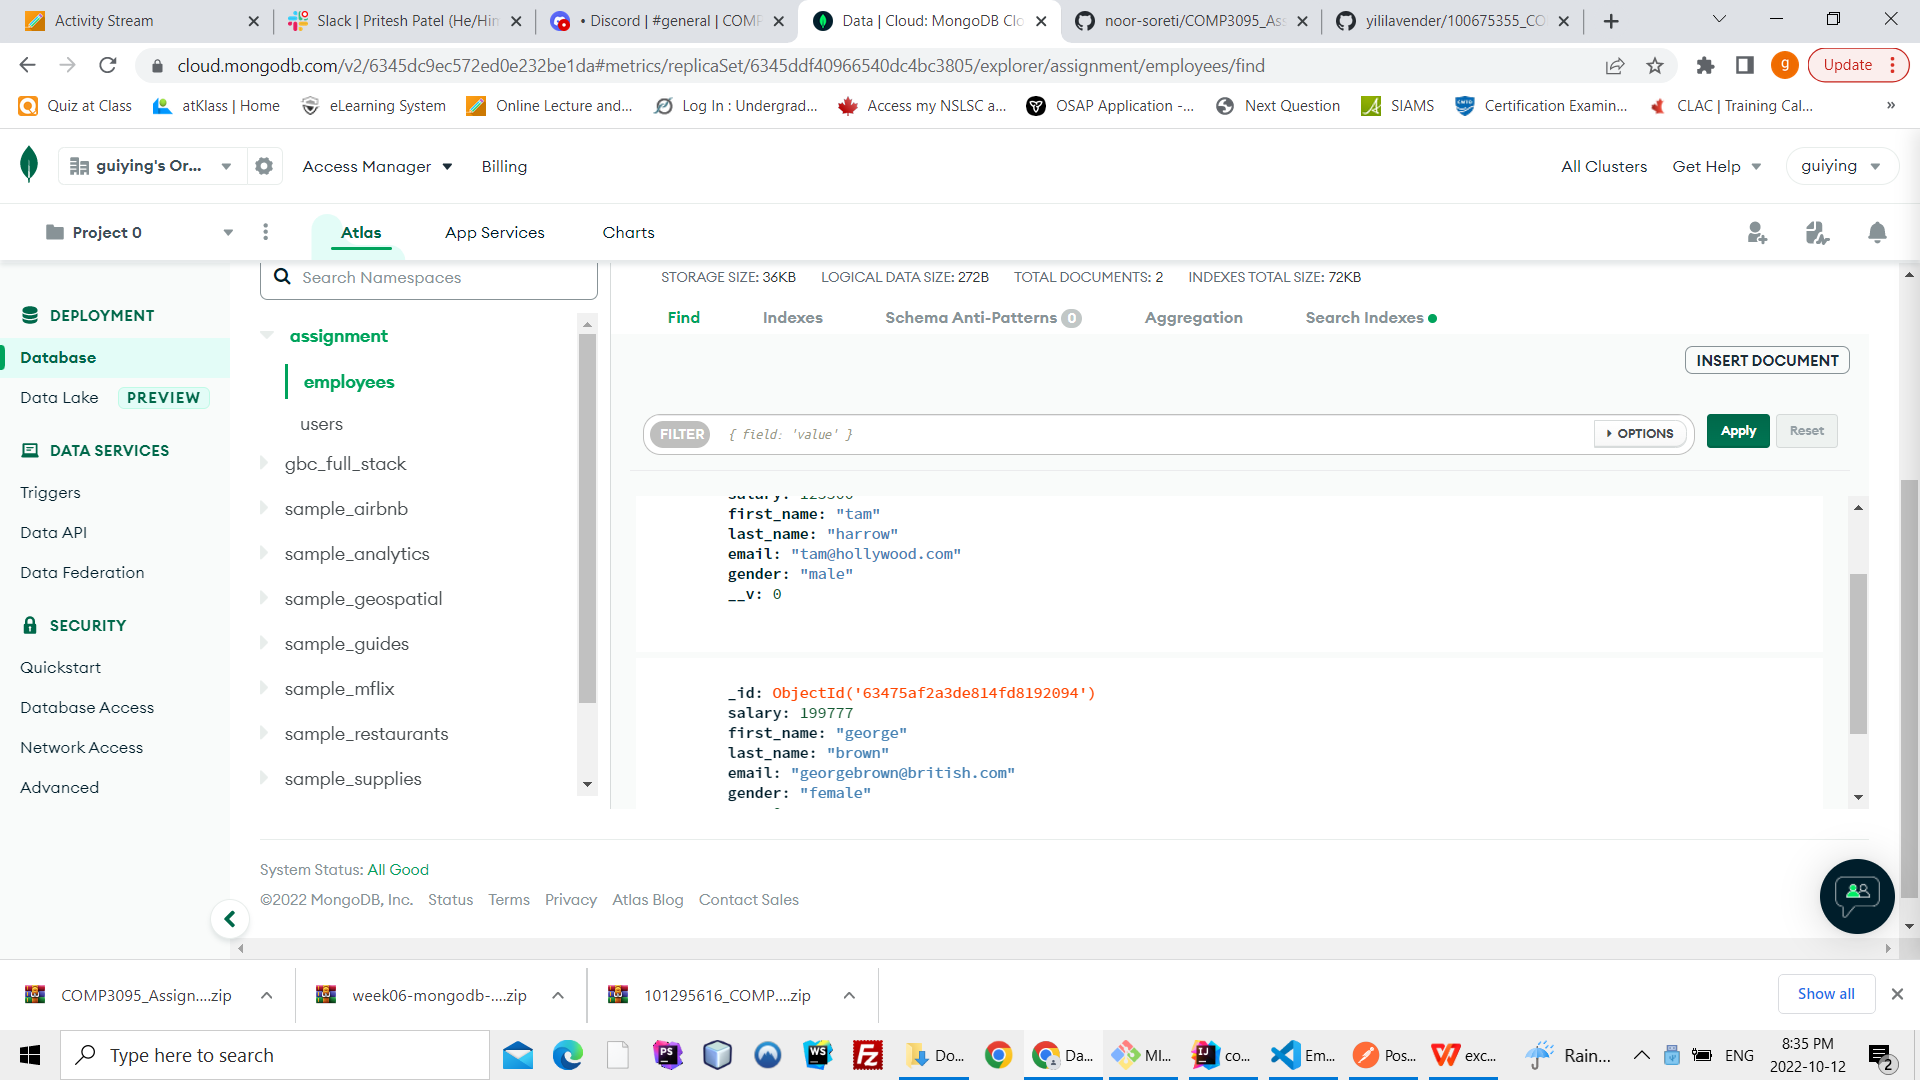 Activity Stream
Slack | Pritesh Patel (He/Him
• Discord | #general | COMP
Data | Cloud: MongoDB Clo
noor-soreti/COMP3095_Ass
yililavender/100675355_CO
cloud.mongodb.com/v2/6345dc9ec572ed0e232be1da#metrics/replicaSet/6345ddf40966540dc4bc3805/explorer/assignment/employees/find
g
Update
Quiz at Class
atKlass | Home
eLearning System
Online Lecture and...
Log In : Undergrad...
Access my NSLSC a...
OSAP Application -...
Next Question
SIAMS
Certification Examin...
CLAC | Training Cal...
»
guiying's Or...
Access Manager
Billing
All Clusters
Get Help
guiying
Project 0
Atlas
App Services
Charts
DEPLOYMENT
Database
Data Lake PREVIEW
DATA SERVICES
Triggers
Data API
Data Federation
SECURITY
Quickstart
Database Access
Network Access
Advanced
Search Namespaces
assignment
employees
users
gbc_full_stack
sample_airbnb
sample_analytics
sample_geospatial
sample_guides
sample_mflix
sample_restaurants
sample_supplies
STORAGE SIZE: 36KB LOGICAL DATA SIZE: 272B TOTAL DOCUMENTS: 2 INDEXES TOTAL SIZE: 72KB
Find
Indexes
Schema Anti-Patterns 0
Aggregation
Search Indexes
INSERT DOCUMENT
FILTER { field: 'value' }
OPTIONS
Apply
Reset
first_name: "tam"
last_name: "harrow"
email: "tam@hollywood.com"
gender: "male"
__v: 0
_id: ObjectId('63475af2a3de814fd8192094')
salary: 199777
first_name: "george"
last_name: "brown"
email: "georgebrown@british.com"
gender: "female"
System Status: All Good
©2022 MongoDB, Inc. Status Terms Privacy Atlas Blog Contact Sales
COMP3095_Assign....zip
week06-mongodb-....zip
101295616_COMP....zip
Show all
Type here to search
PS
WS
Do...
Da...
MI...
co...
Em...
Pos...
exc...
Rain...
ENG
8:35 PM
2022-10-12
2